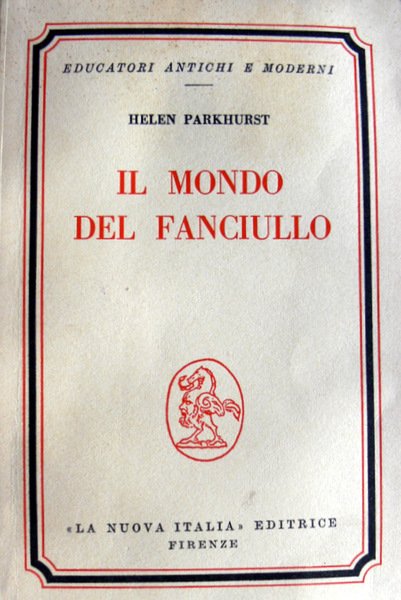 EDUCATORI ANTICHI E MODERNI
HELEN PARKHURST
IL MONDO
DEL FANCIULLO
«LA NUOVA ITALIA» EDITRICE
FIRENZE